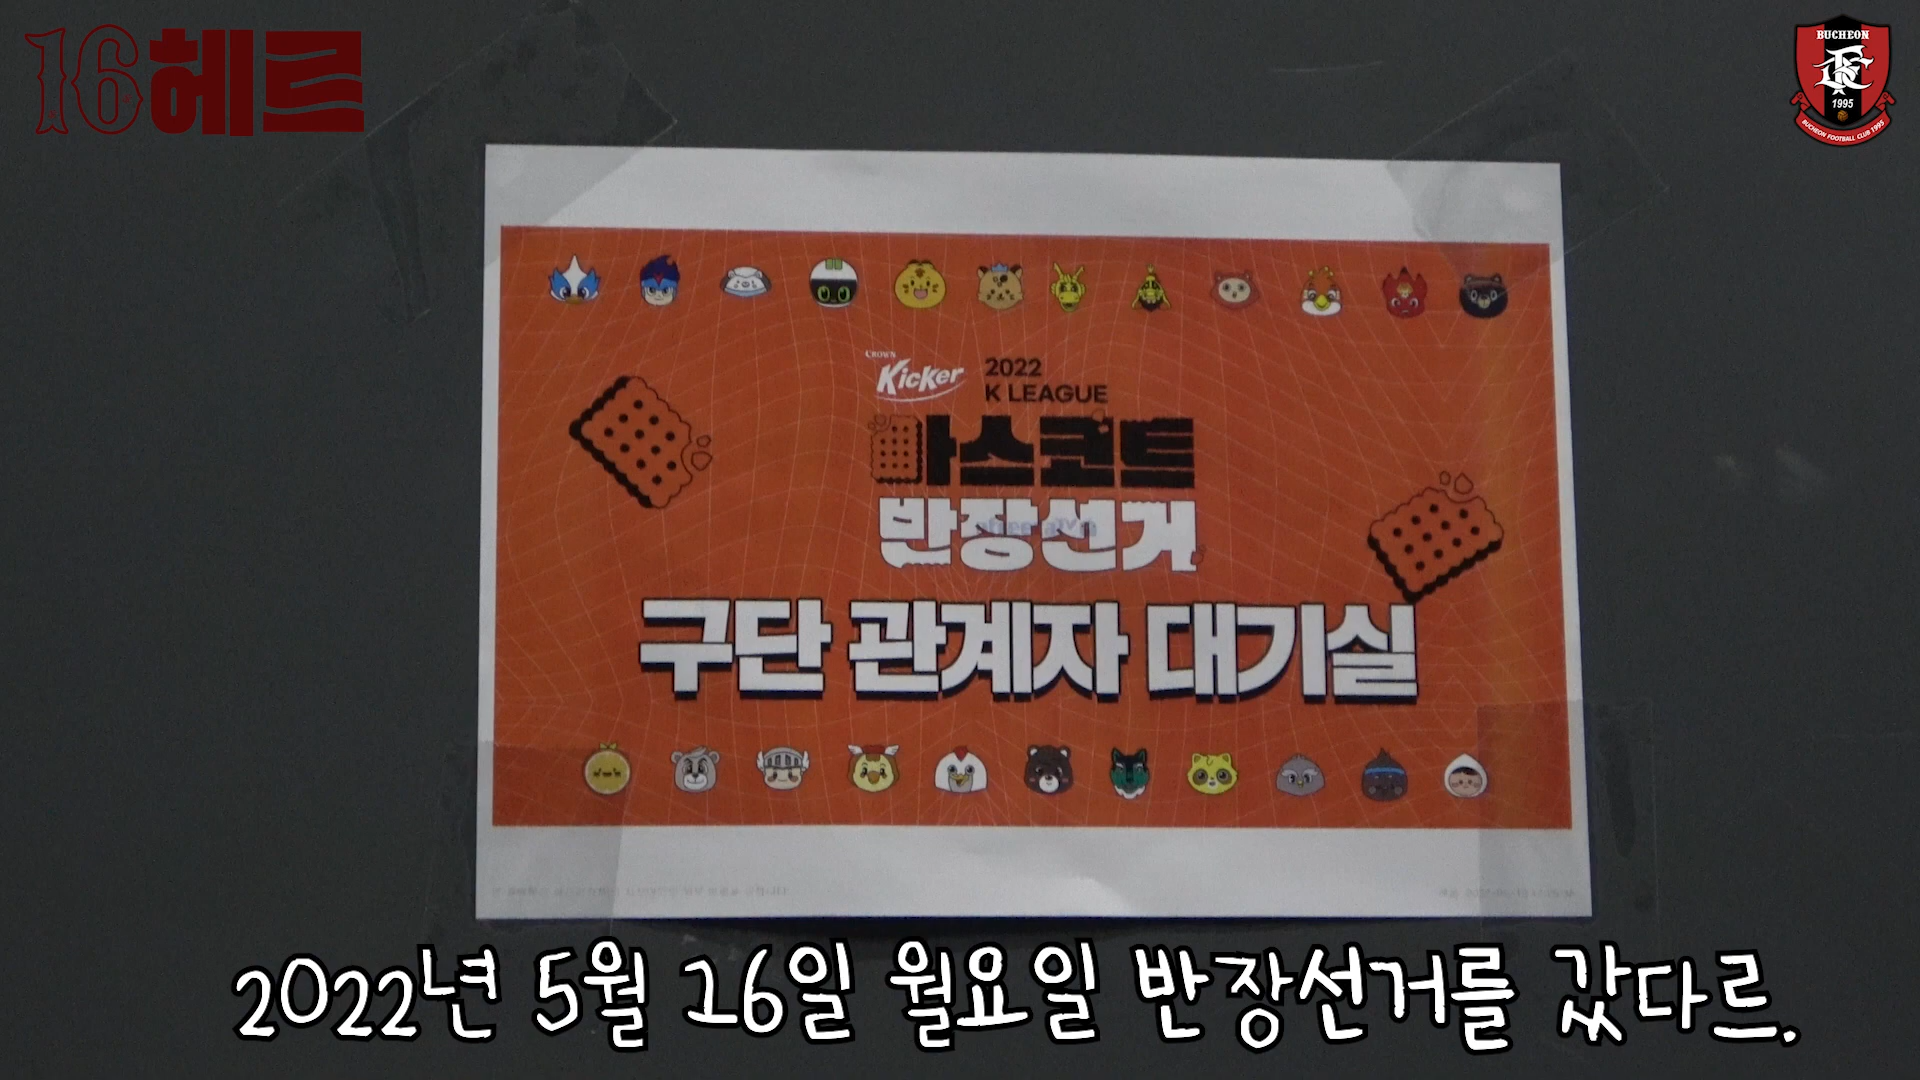 16헤르
BUCHEON
1995
BUCHEON FOOTBALL CLUB 1995
CROWN
Kicker
2022
K LEAGUE
마스코트
반장선거
구단 관계자 대기실
2022년 5월 16일 월요일 반장선거를 갔다르.